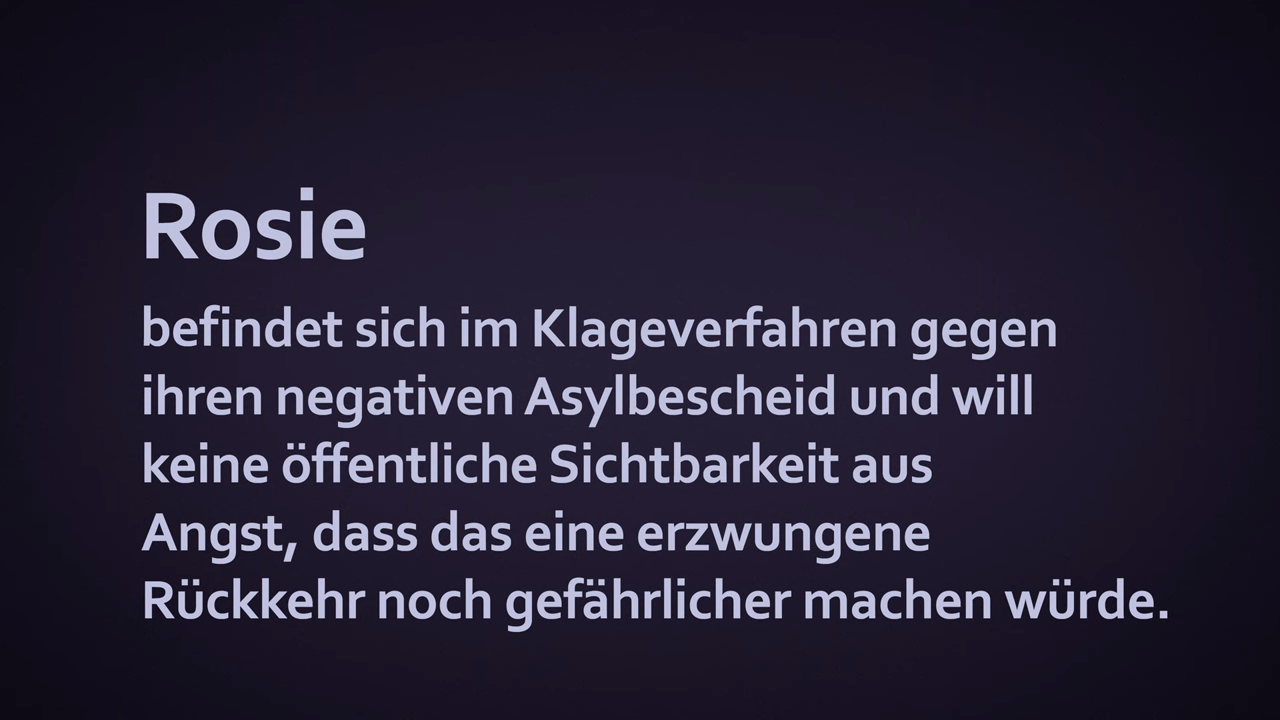 Rosie
befindet sich im Klageverfahren gegen
ihren negativen Asylbescheid und will
keine öffentliche Sichtbarkeit aus
Angst, dass das eine erzwungene
Rückkehr noch gefährlicher machen würde.